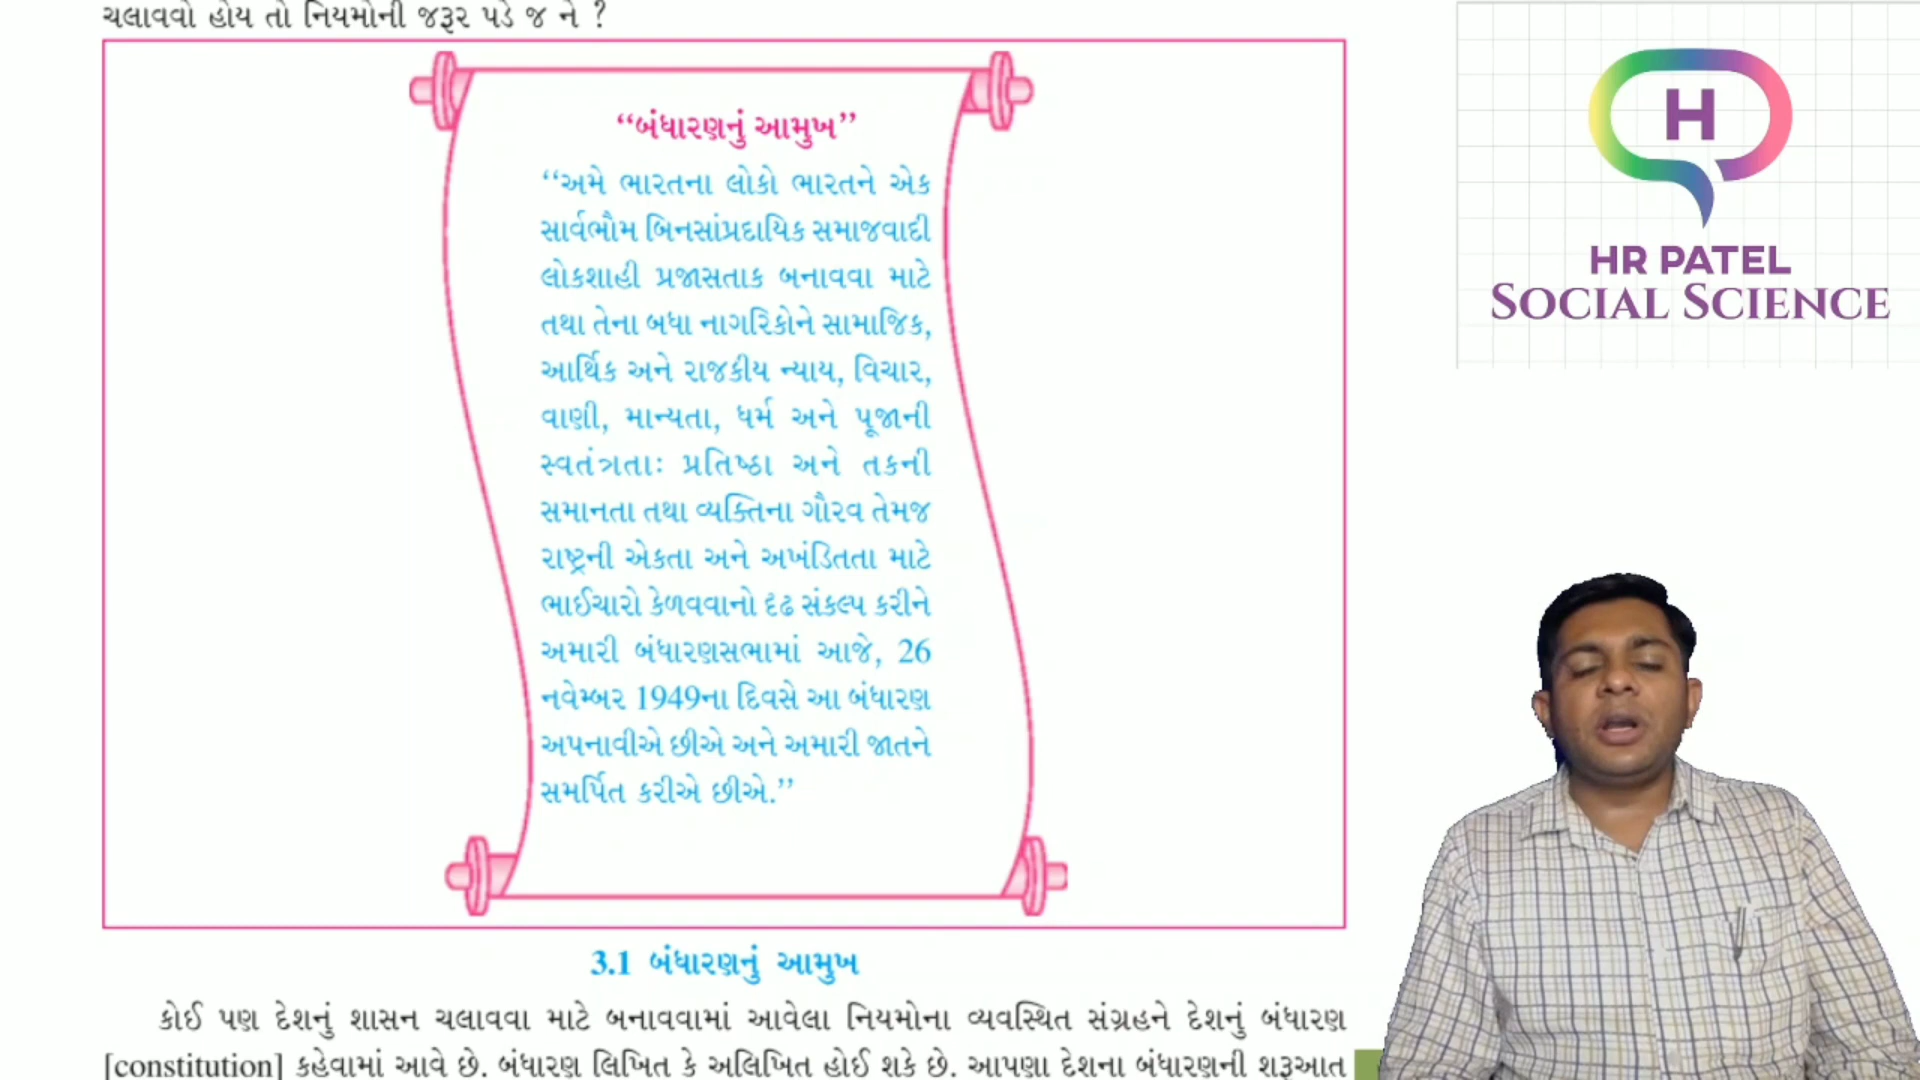 ચલાવવો હોય તો નિયમોની જરૂર પડે જ ને ?
“બંધારણનું આમુખ”
“અમે ભારતના લોકો ભારતને એક
સાર્વભૌમ બિનસાંપ્રદાયિક સમાજવાદી
લોકશાહી પ્રજાસતાક બનાવવા માટે
તથા તેના બધા નાગરિકોને સામાજિક,
આર્થિક અને રાજકીય ન્યાય, વિચાર,
વાણી, માન્યતા, ધર્મ અને પૂજાની
સ્વતંત્રતાઃ પ્રતિષ્ઠા અને તકની
સમાનતા તથા વ્યક્તિના ગૌરવ તેમજ
રાષ્ટ્રની એકતા અને અખંડિતતા માટે
ભાઈચારો કેળવવાનો દૃઢ સંકલ્પ કરીને
અમારી બંધારણસભામાં આજે, 26
નવેમ્બર 1949ના દિવસે આ બંધારણ
અપનાવીએ છીએ અને અમારી જાતને
સમર્પિત કરીએ છીએ.”
3.1 બંધારણનું આમુખ
કોઈ પણ દેશનું શાસન ચલાવવા માટે બનાવવામાં આવેલા નિયમોના વ્યવસ્થિત સંગ્રહને દેશનું બંધારણ
[constitution] કહેવામાં આવે છે. બંધારણ લિખિત કે અલિખિત હોઈ શકે છે. આપણા દેશના બંધારણની શરૂઆત
H
HR PATEL
SOCIAL SCIENCE